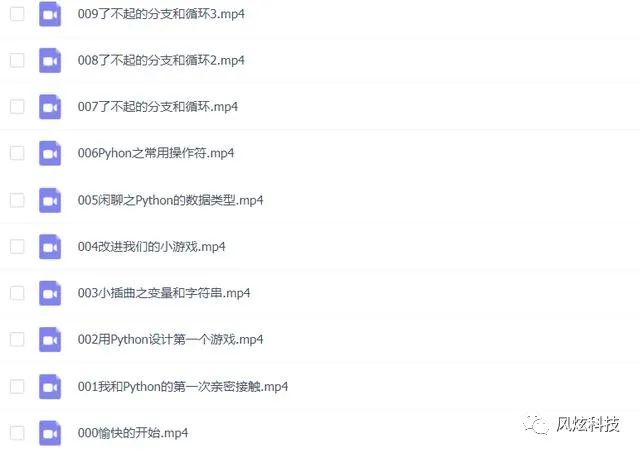 009了不起的分支和循环3.mp4
008了不起的分支和循环2.mp4
007了不起的分支和循环.mp4
006Pyhon之常用操作符.mp4
005闲聊之Python的数据类型.mp4
004改进我们的小游戏.mp4
003小插曲之变量和字符串.mp4
002用Python设计第一个游戏.mp4
001我和Python的第一次亲密接触.mp4
000愉快的开始.mp4
风炫科技